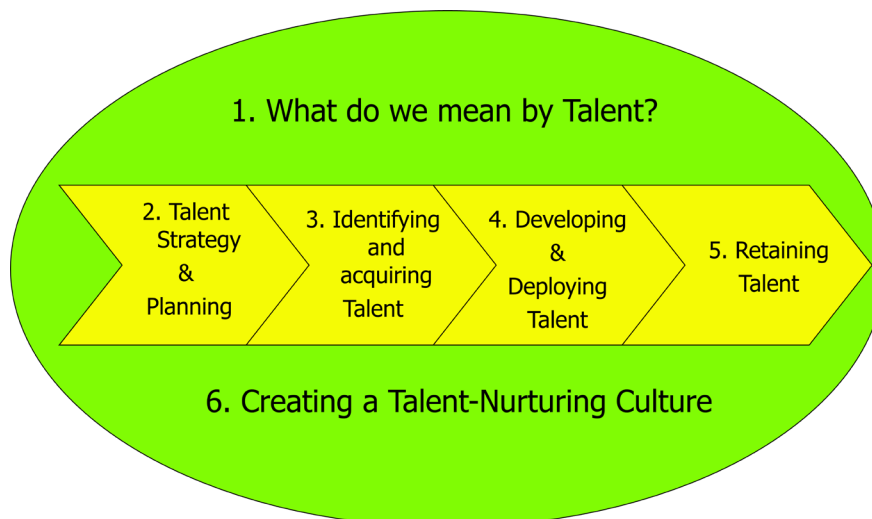 1. What do we mean by Talent?
2. Talent
Strategy
&
Planning
3. Identifying
and
acquiring
Talent
4. Developing
&
Deploying
Talent
5. Retaining
Talent
6. Creating a Talent-Nurturing Culture